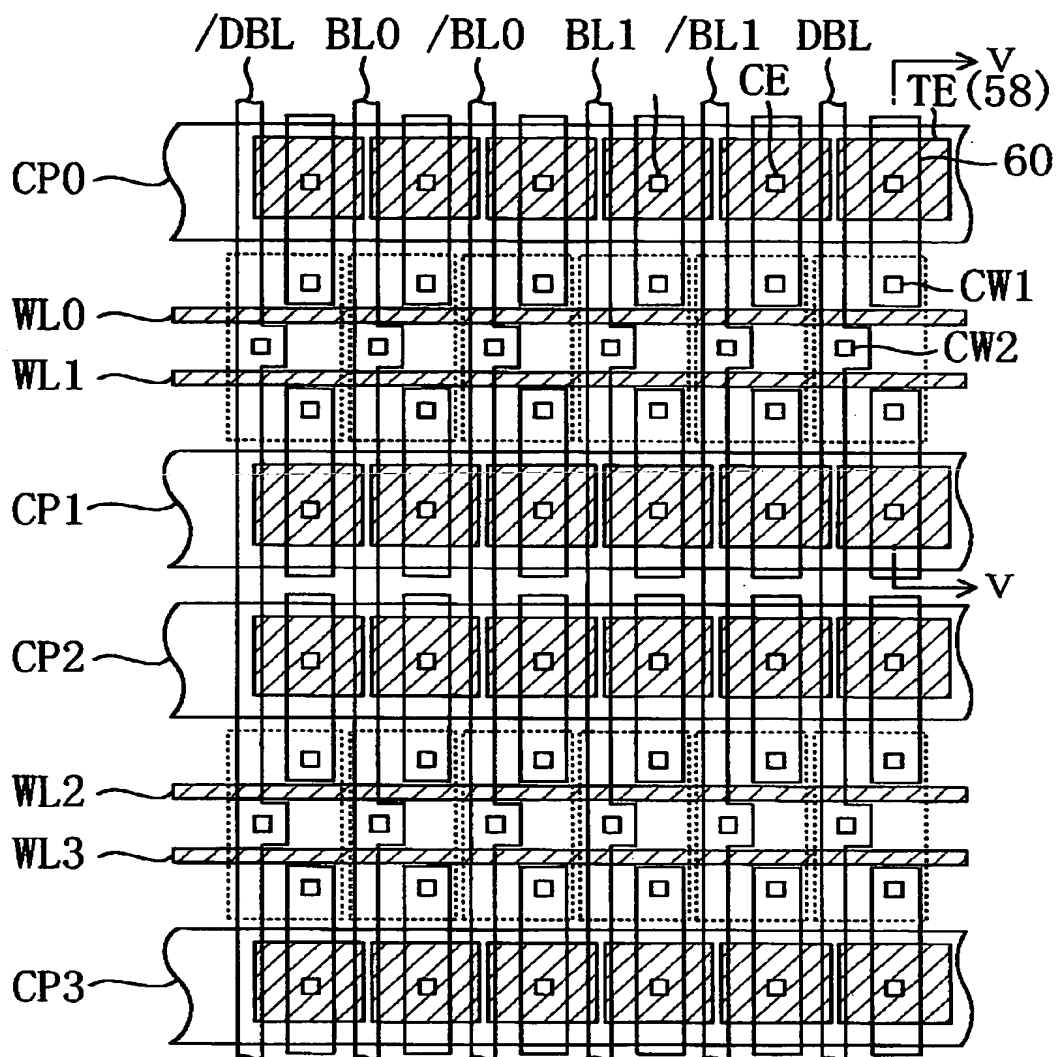 /DBL BL0 /BL0 BL1 /BL1 DBL
V
CE
TE(58)
CP0
60
CW1
WL0
CW2
WL1
CP1
V
CP2
WL2
WL3
CP3